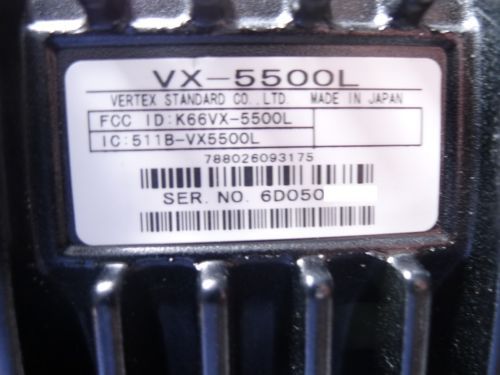 VX-5500L
VERTEX STANDARD CO.,LTD. MADE IN JAPAN
FCC ID:K66VX-5500L
IC:511B-VX5500L
788026093175
SER. NO. 6D050